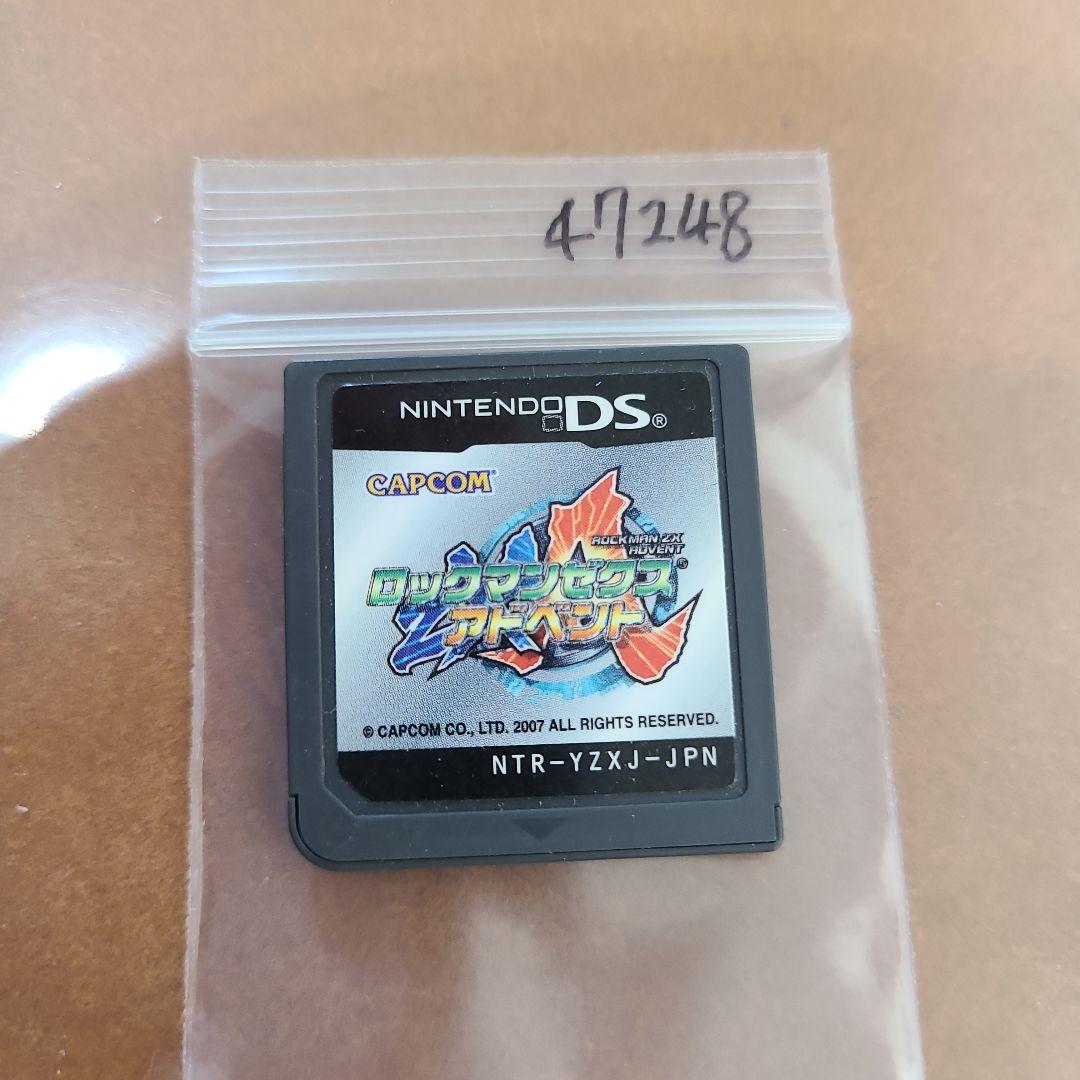 47248
NINTENDO DS®
CAPCOM®
ROCKMAN ZX
ADVENT
ロックマンゼクス
アドベント
© CAPCOM CO., LTD. 2007 ALL RIGHTS RESERVED.
NTR-YZXJ-JPN